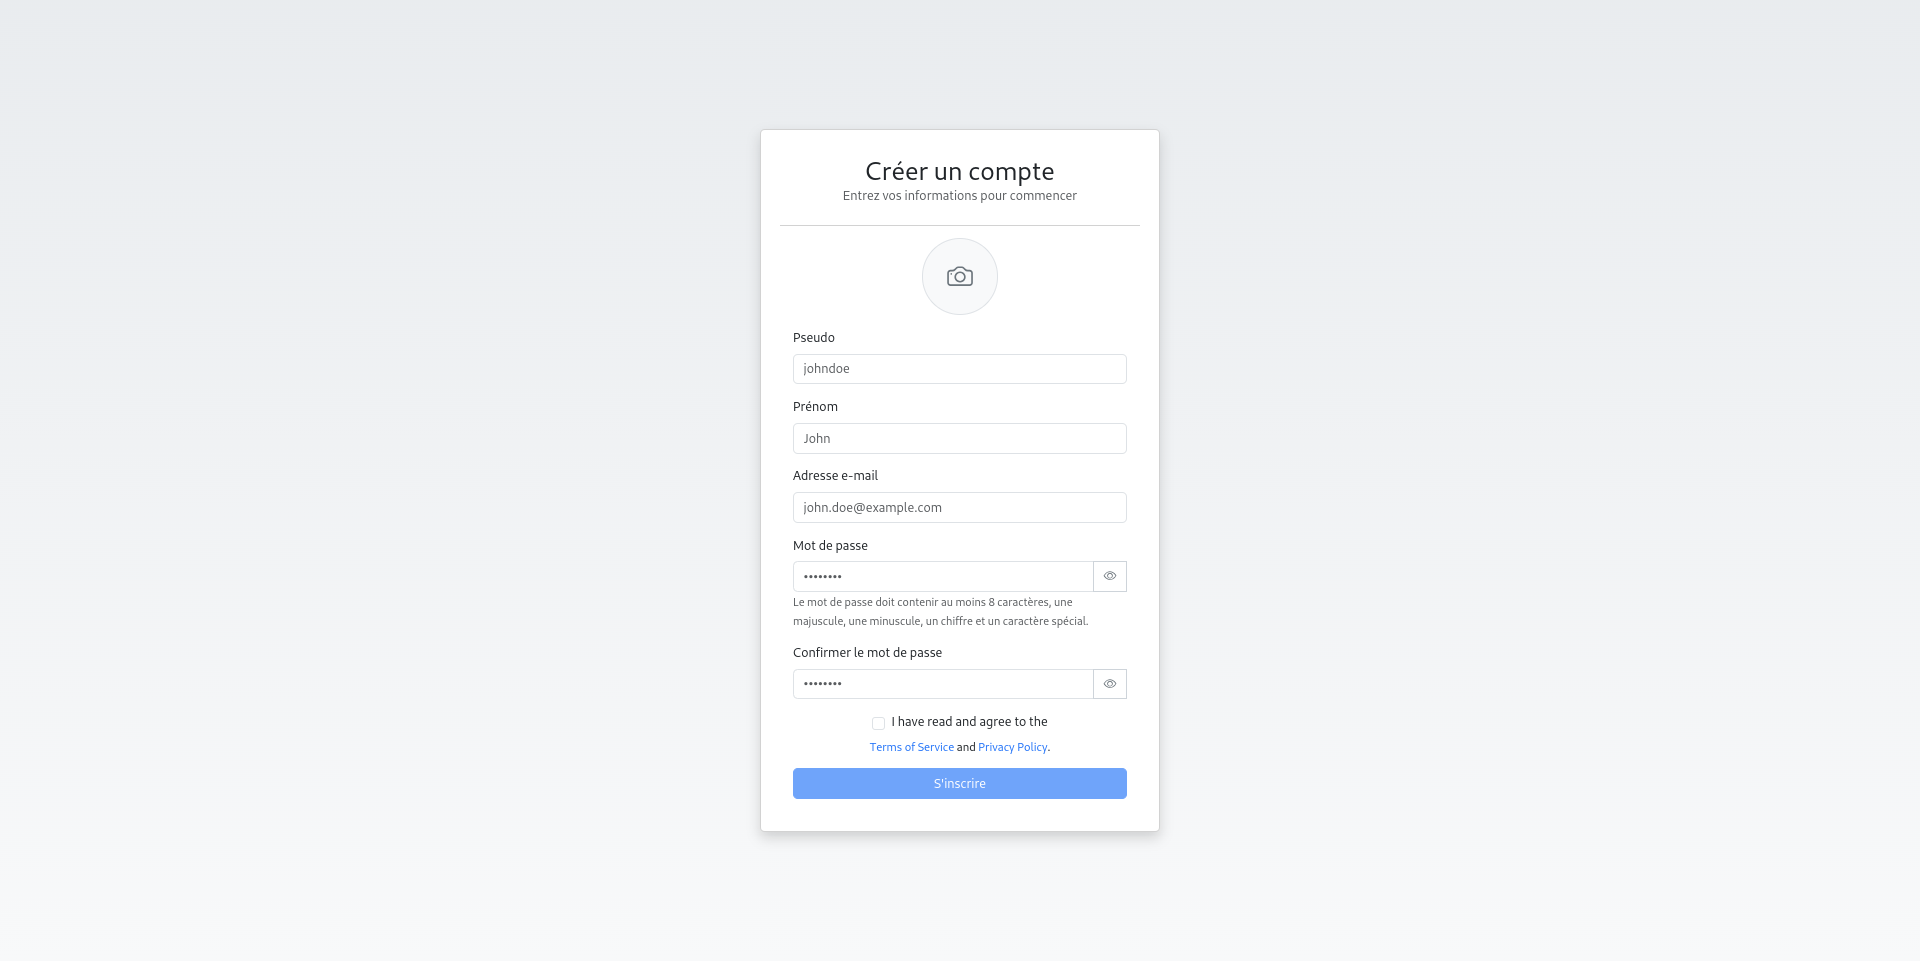 Créer un compte
Entrez vos informations pour commencer
Pseudo
johndoe
Prénom
John
Adresse e-mail
john.doe@example.com
Mot de passe
••••••••
Le mot de passe doit contenir au moins 8 caractères, une
majuscule, une minuscule, un chiffre et un caractère spécial.
Confirmer le mot de passe
••••••••
I have read and agree to the
Terms of Service and Privacy Policy.
S'inscrire